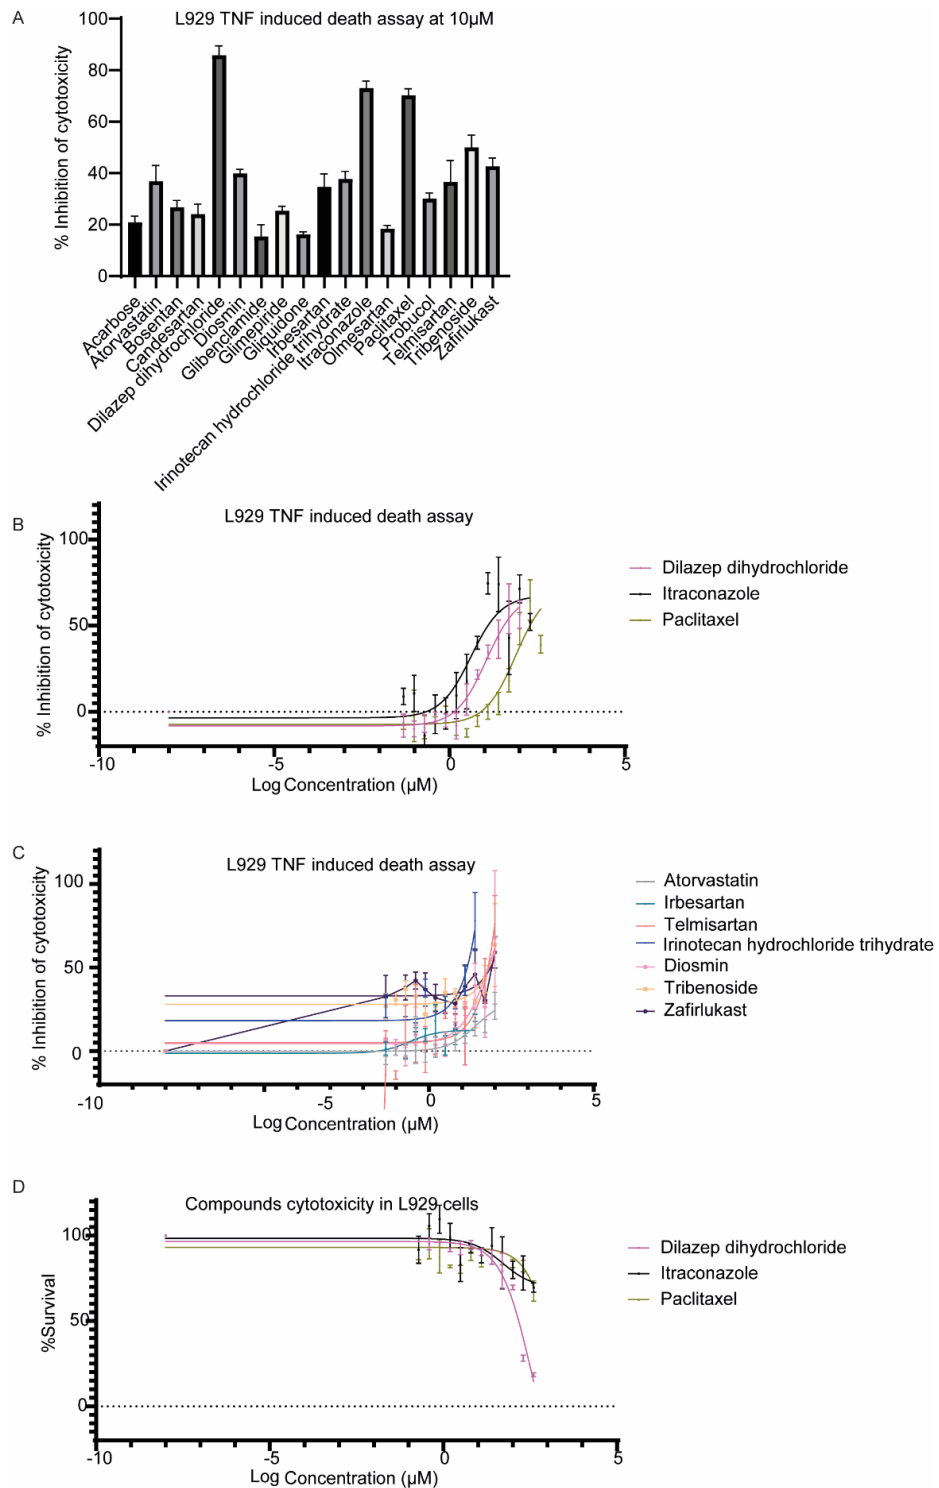 A
L929 TNF induced death assay at 10µM
% Inhibition of cytotoxicity
100
80
60
40
20
0
Acarbose
Atorvastatin
Bosentan
Candesartan
Dilazep dihydrochloride
Diosmin
Glibenclamide
Glimepiride
Gliquidone
Irbesartan
Irinotecan hydrochloride trihydrate
Itraconazole
Olmesartan
Paclitaxel
Probucol
Telmisartan
Tribenoside
Zafirlukast
B
L929 TNF induced death assay
% Inhibition of cytotoxicity
100
50
0
-10
-5
0
5
Log Concentration (µM)
Dilazep dihydrochloride
Itraconazole
Paclitaxel
C
L929 TNF induced death assay
% Inhibition of cytotoxicity
100
50
0
-10
-5
0
5
Log Concentration (µM)
Atorvastatin
Irbesartan
Telmisartan
Irinotecan hydrochloride trihydrate
Diosmin
Tribenoside
Zafirlukast
D
Compounds cytotoxicity in L929 cells
%Survival
100
50
0
-10
-5
0
5
Log Concentration (µM)
Dilazep dihydrochloride
Itraconazole
Paclitaxel